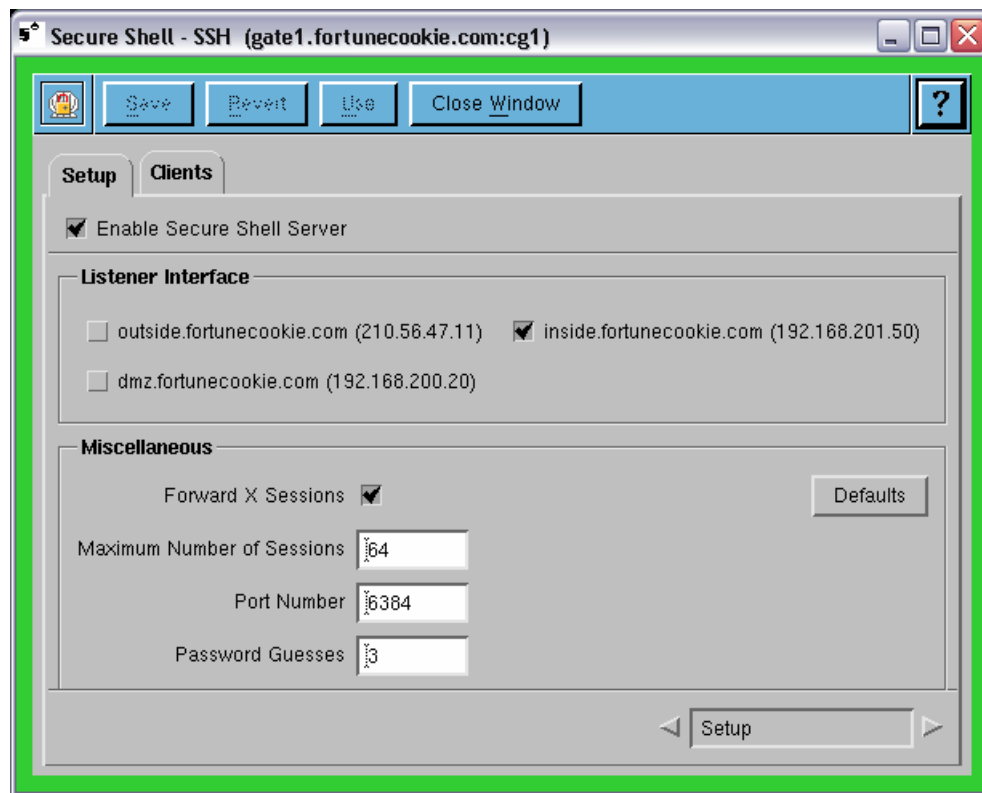 Secure Shell - SSH (gate1.fortunecookie.com:cg1)
Save Revert Use Close Window ?
Setup Clients
Enable Secure Shell Server
Listener Interface
outside.fortunecookie.com (210.56.47.11) inside.fortunecookie.com (192.168.201.50)
dmz.fortunecookie.com (192.168.200.20)
Miscellaneous
Forward X Sessions Defaults
Maximum Number of Sessions 64
Port Number 6384
Password Guesses 3
Setup